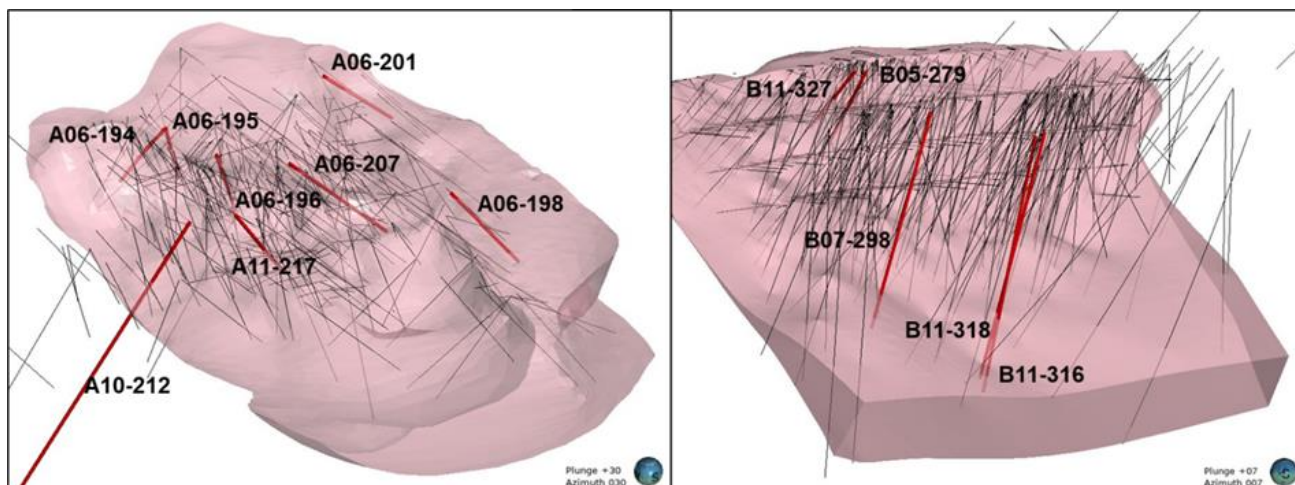 A06-201
A06-194
A06-195
A06-207
A06-196
A06-198
A11-217
A10-212
Plunge +30
Azimuth 030
B11-327
B05-279
B07-298
B11-318
B11-316
Plunge +07
Azimuth 007